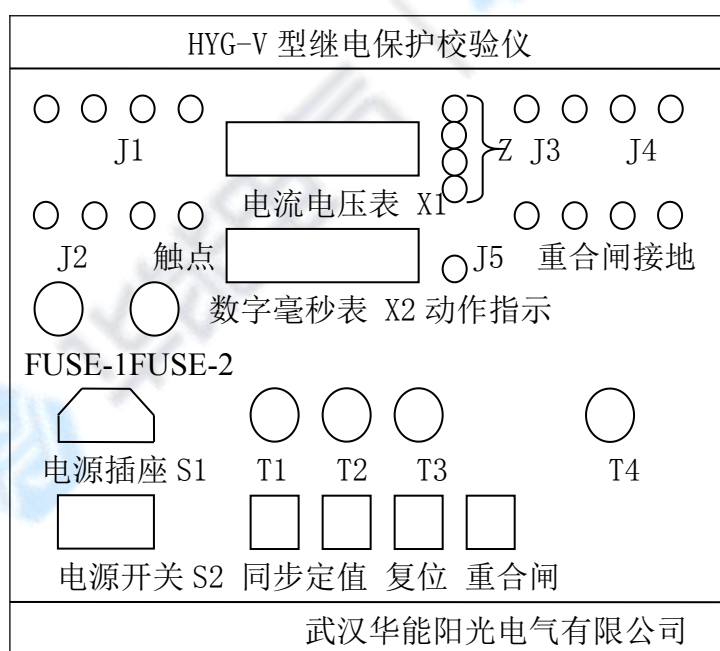 HYG-V 型继电保护校验仪
J1
Z J3 J4
电流电压表 X1
J2 触点
J5 重合闸接地
数字毫秒表 X2 动作指示
FUSE-1FUSE-2
电源插座 S1 T1 T2 T3 T4
电源开关 S2 同步定值 复位 重合闸
武汉华能阳光电气有限公司